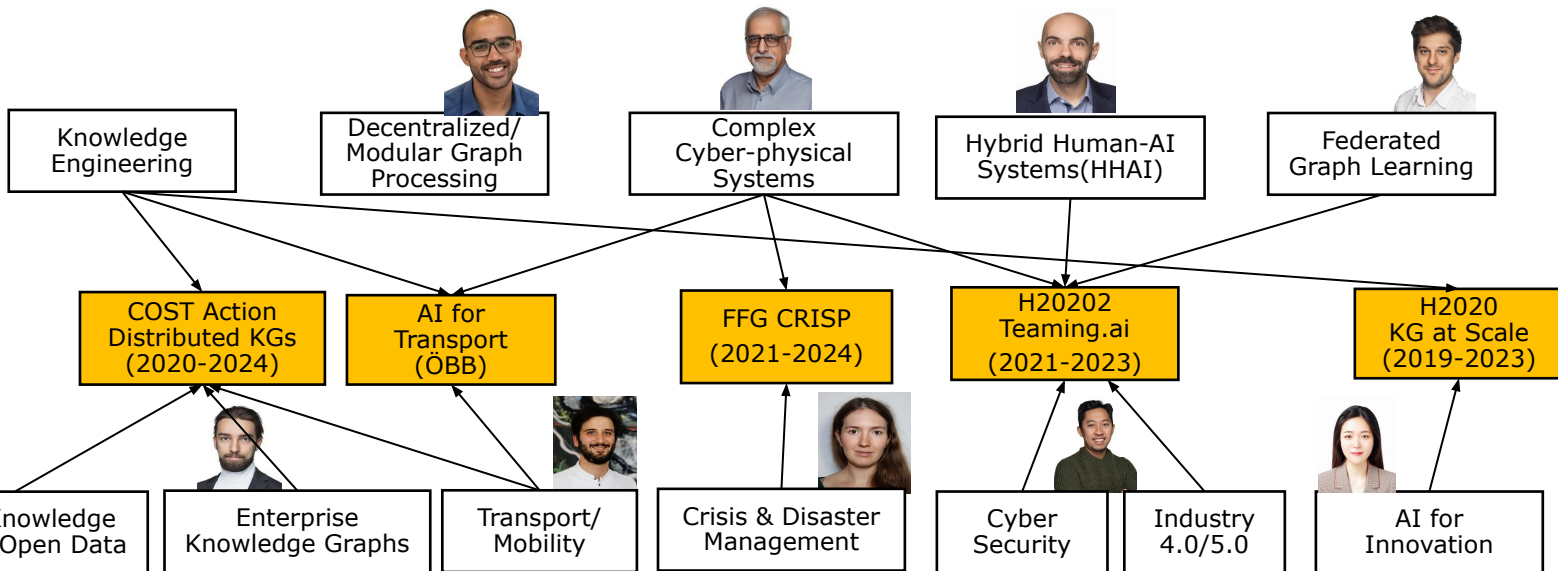 Knowledge
Engineering
Decentralized/
Modular Graph
Processing
Complex
Cyber-physical
Systems
Hybrid Human-AI
Systems(HHAI)
Federated
Graph Learning
COST Action
Distributed KGs
(2020-2024)
AI for
Transport
(ÖBB)
FFG CRISP
(2021-2024)
H20202
Teaming.ai
(2021-2023)
H2020
KG at Scale
(2019-2023)
nowledge
Open Data
Enterprise
Knowledge Graphs
Transport/
Mobility
Crisis & Disaster
Management
Cyber
Security
Industry
4.0/5.0
AI for
Innovation